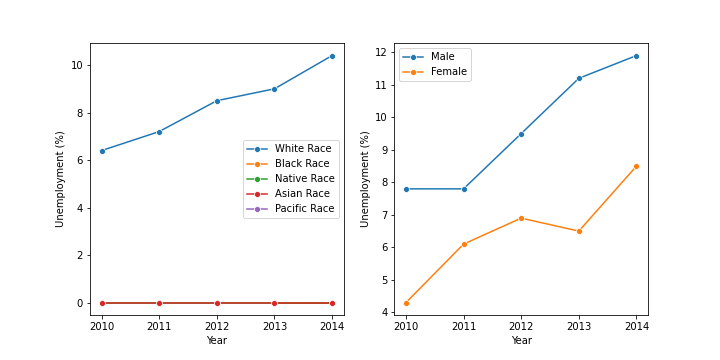 10
8
6
4
2
0
Unemployment (%)
White Race
Black Race
Native Race
Asian Race
Pacific Race
2010 2011 2012 2013 2014
Year
12
11
10
9
8
7
6
5
4
Unemployment (%)
Male
Female
2010 2011 2012 2013 2014
Year